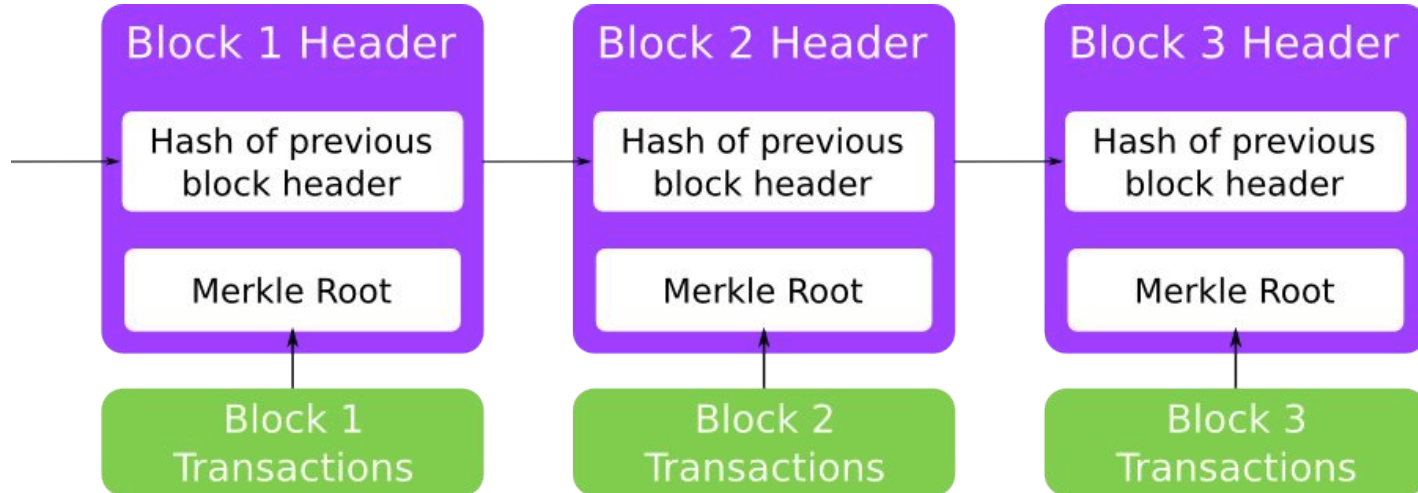 Block 1 Header
Hash of previous
block header
Merkle Root
Block 1
Transactions
Block 2 Header
Hash of previous
block header
Merkle Root
Block 2
Transactions
Block 3 Header
Hash of previous
block header
Merkle Root
Block 3
Transactions